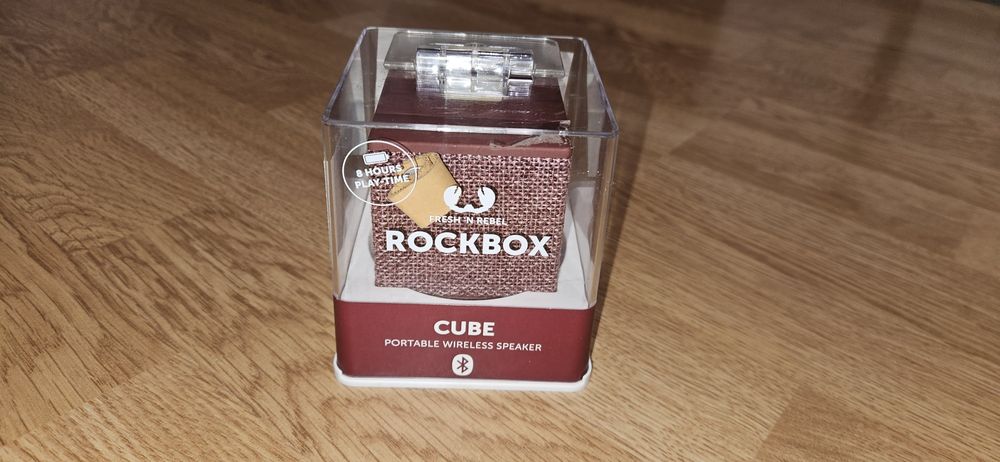 8 HOURS
PLAY-TIME
FRESH 'N REBEL
ROCKBOX
CUBE
PORTABLE WIRELESS SPEAKER